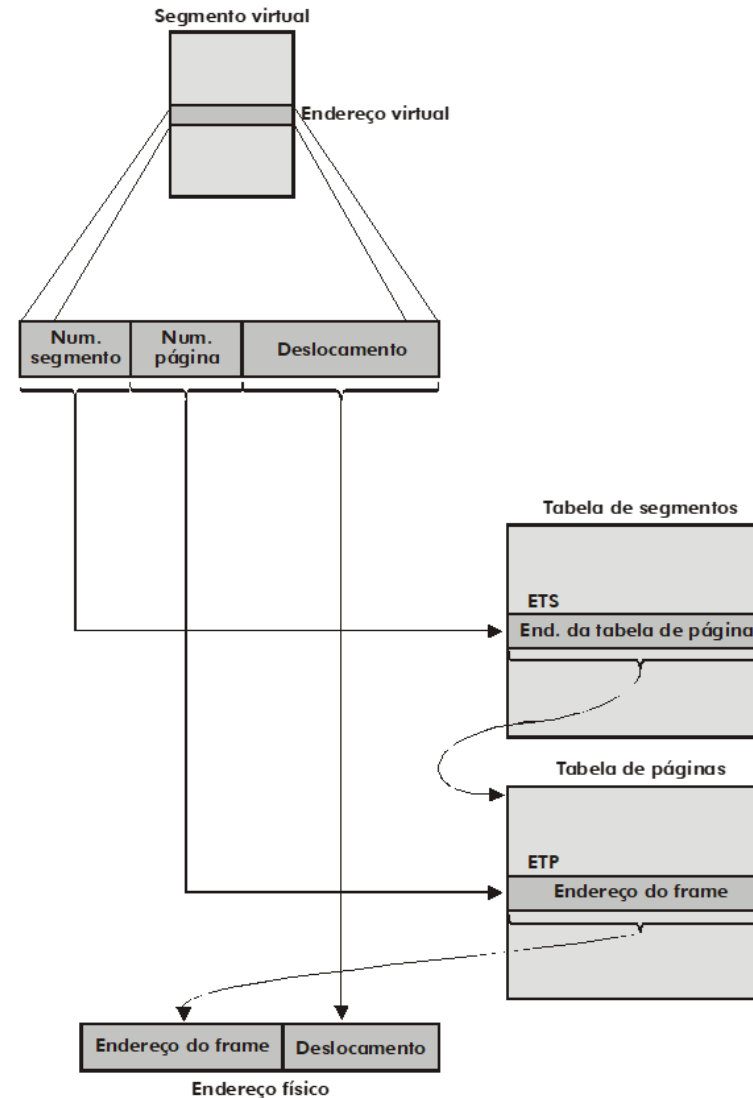 Segmento virtual
Endereço virtual
Num.
segmento
Num.
página
Deslocamento
Tabela de segmentos
ETS
End. da tabela de página
Tabela de páginas
ETP
Endereço do frame
Endereço do frame
Deslocamento
Endereço físico